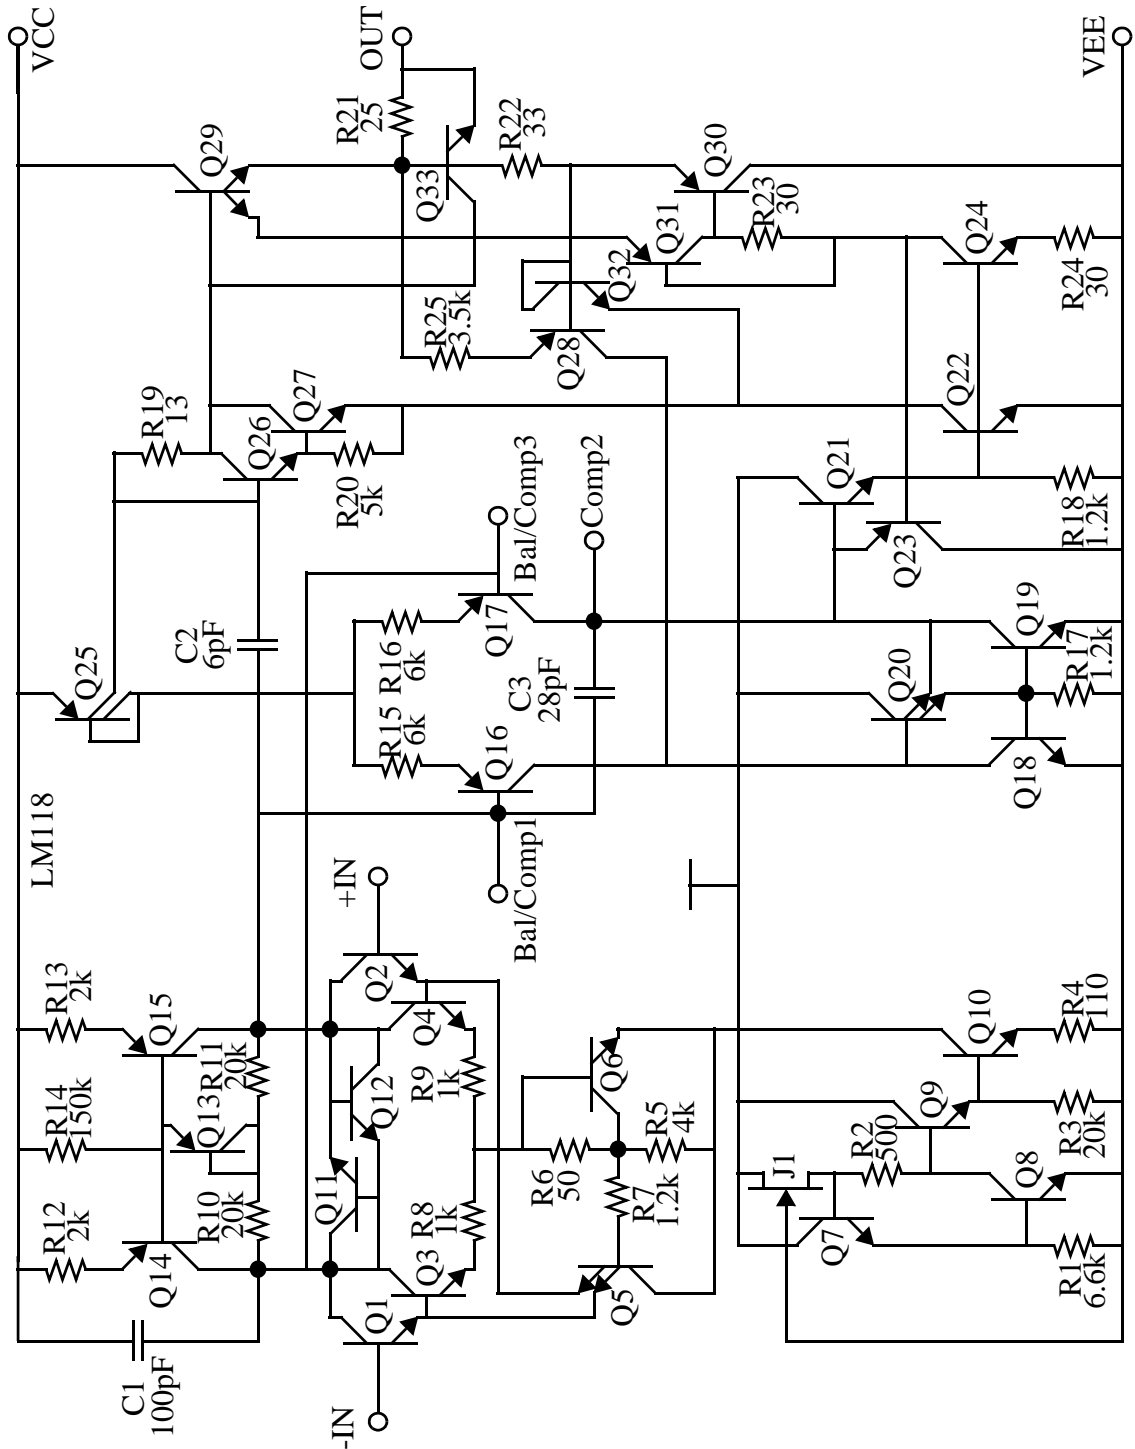 LM118
VCC
VEE
OUT
-IN
+IN
Bal/Comp1
Bal/Comp3
Comp2
C1
100pF
R12
2k
R14
150k
R13
2k
Q14
Q13
Q15
R10
20k
R11
20k
Q11
Q12
Q1
Q3
Q4
Q2
R8
1k
R9
1k
R6
50
Q6
R7
1.2k
R5
4k
Q5
J1
Q7
R2
500
Q9
Q8
Q10
R1
6.6k
R3
20k
R4
110
Q25
C2
6pF
R15
6k
R16
6k
Q16
Q17
C3
28pF
Q20
Q18
Q19
R17
1.2k
R19
13
Q26
Q27
R20
5k
Q21
Q23
Q22
R18
1.2k
Q29
R21
25
Q33
R22
33
R25
3.5k
Q28
Q32
Q31
Q30
R23
30
Q24
R24
30